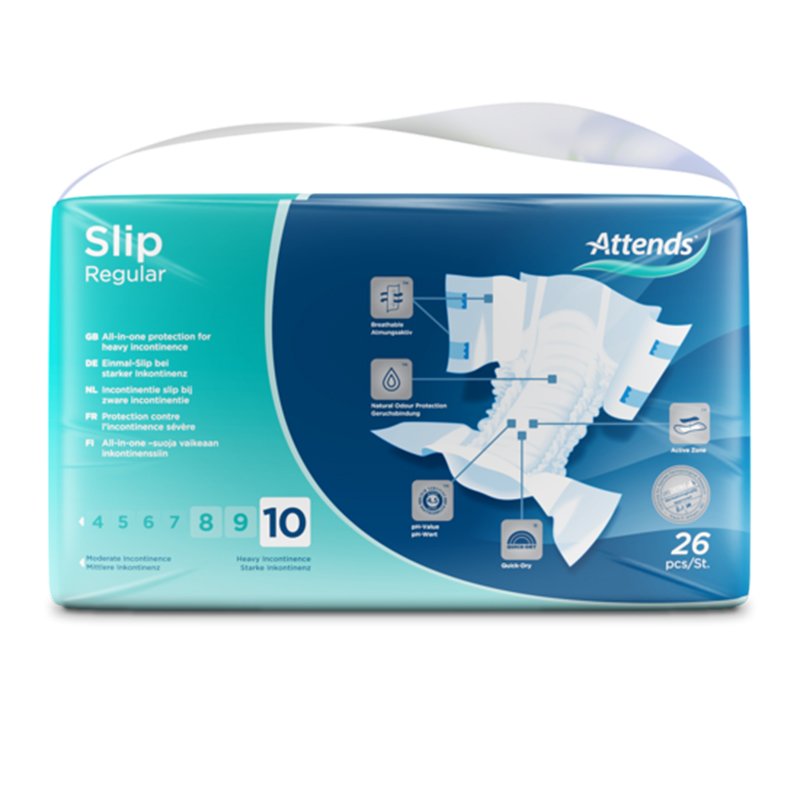 Slip
Regular
Attends
GB All-in-one protection for
heavy incontinence
DE Einmal-Slip bei
starker Inkontinenz
NL Incontinentie slip bij
zware incontinentie
FR Protection contre
l'incontinence sévère
FI All-in-one -suoja vaikeaan
inkontinenssiin
4 5 6 7 8 9 10
Moderate Incontinence
Mittlere Inkontinenz
Heavy Incontinence
Starke Inkontinenz
Breathable
Atmungsaktiv
Natural Odour Protection
Geruchsbindung
Active Zone
pH-Value
pH-Wert
QUICK-DRY
Quick-Dry
26
pcs/St.